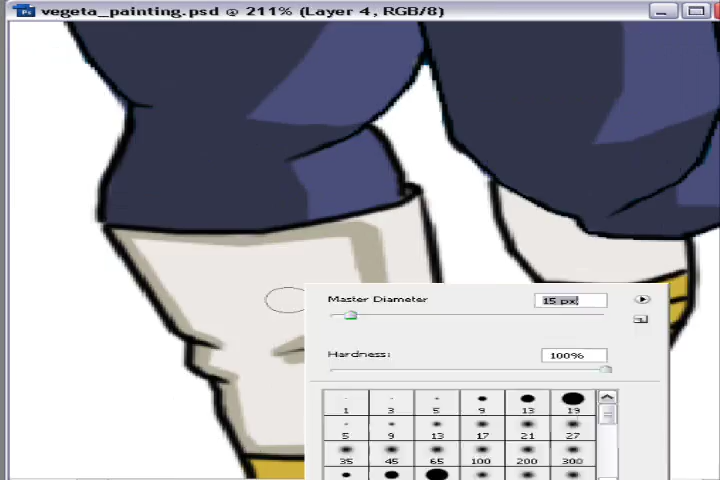 Ps vegeta_painting.psd @ 211% (Layer 4, RGB/8)
Master Diameter 15 px
Hardness: 100%
1 3 5 9 13 19
5 9 13 17 21 27
35 45 65 100 200 300